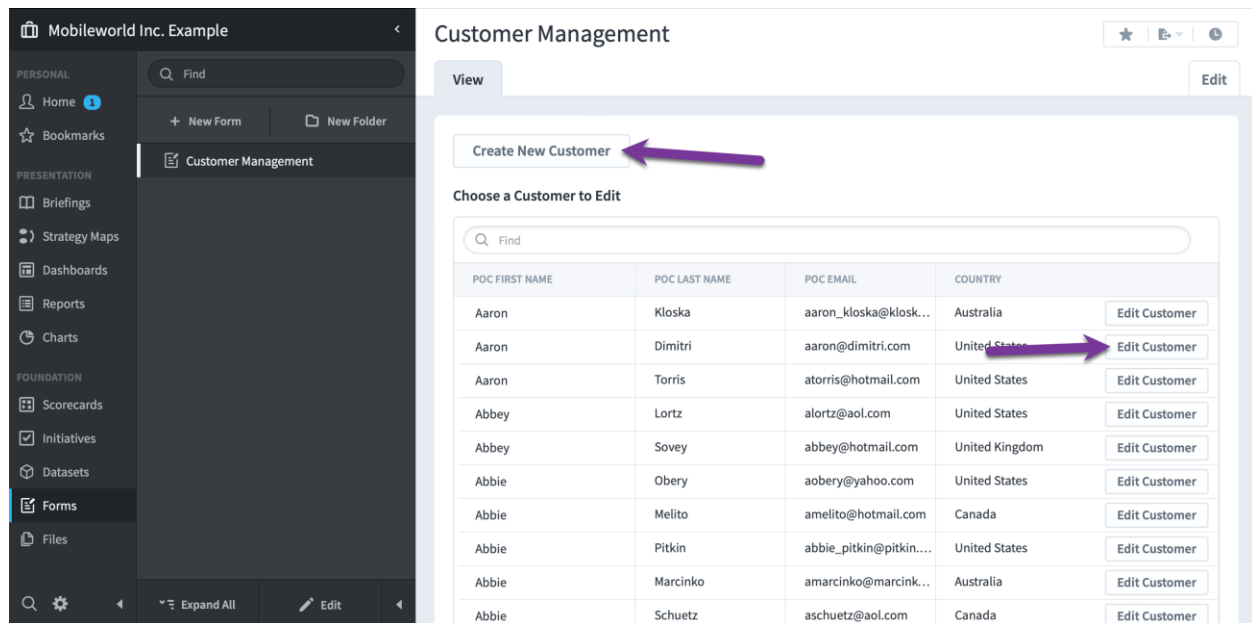 Mobileworld Inc. Example
PERSONAL
Home 1
Bookmarks
PRESENTATION
Briefings
Strategy Maps
Dashboards
Reports
Charts
FOUNDATION
Scorecards
Initiatives
Datasets
Forms
Files
Find
+ New Form New Folder
Customer Management
Expand All Edit
Customer Management
View Edit
Create New Customer
Choose a Customer to Edit
Find
POC FIRST NAME POC LAST NAME POC EMAIL COUNTRY
Aaron Kloska aaron_kloska@klosk... Australia Edit Customer
Aaron Dimitri aaron@dimitri.com United States Edit Customer
Aaron Torris atorris@hotmail.com United States Edit Customer
Abbey Lortz alortz@aol.com United States Edit Customer
Abbey Sovey abbey@hotmail.com United Kingdom Edit Customer
Abbie Obery aobery@yahoo.com United States Edit Customer
Abbie Melito amelito@hotmail.com Canada Edit Customer
Abbie Pitkin abbie_pitkin@pitkin.... United States Edit Customer
Abbie Marcinko amarcinko@marcink... Australia Edit Customer
Abbie Schuetz aschuetz@aol.com Canada Edit Customer